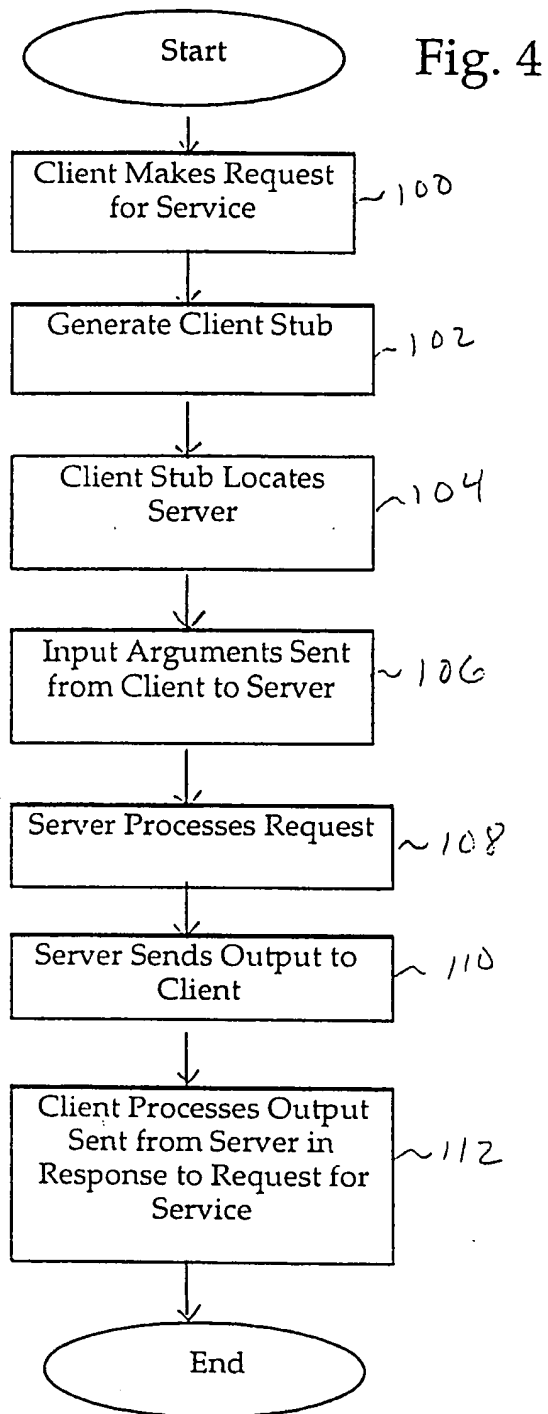 Start
Fig. 4
Client Makes Request
for Service
100
Generate Client Stub
102
Client Stub Locates
Server
104
Input Arguments Sent
from Client to Server
106
Server Processes Request
108
Server Sends Output to
Client
110
Client Processes Output
Sent from Server in
Response to Request for
Service
112
End